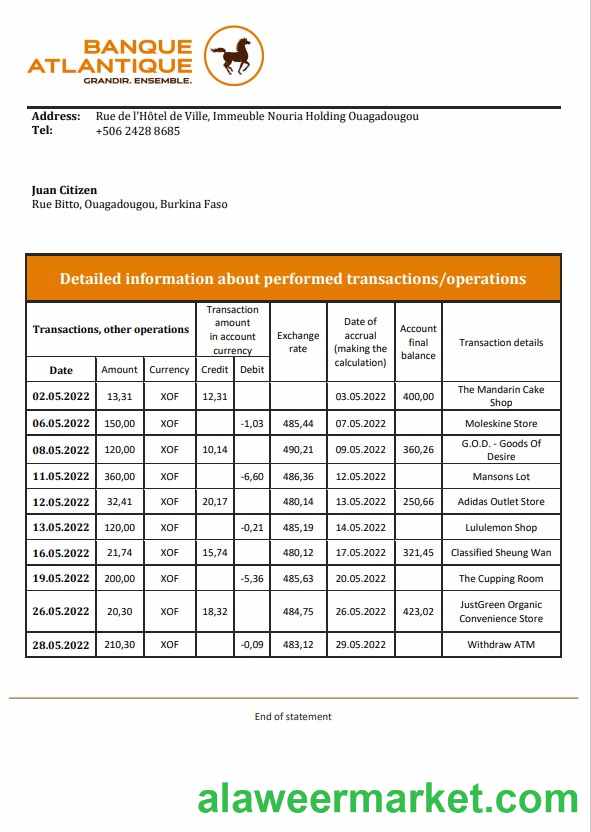 BANQUE
ATLANTIQUE
GRANDIR. ENSEMBLE.
Address: Rue de l'Hôtel de Ville, Immeuble Nouria Holding Ouagadougou
Tel: +506 2428 8685
Juan Citizen
Rue Bitto, Ouagadougou, Burkina Faso
Detailed information about performed transactions/operations
Transactions, other operations
Transaction
amount
in account
currency
Exchange
rate
Date of
accrual
(making the
calculation)
Account
final
balance
Transaction details
Date Amount Currency Credit Debit
02.05.2022 13,31 XOF 12,31 03.05.2022 400,00 The Mandarin Cake
Shop
06.05.2022 150,00 XOF -1,03 485,44 07.05.2022 Moleskine Store
08.05.2022 120,00 XOF 10,14 490,21 09.05.2022 360,26 G.O.D. - Goods Of
Desire
11.05.2022 360,00 XOF -6,60 486,36 12.05.2022 Mansons Lot
12.05.2022 32,41 XOF 20,17 480,14 13.05.2022 250,66 Adidas Outlet Store
13.05.2022 120,00 XOF -0,21 485,19 14.05.2022 Lululemon Shop
16.05.2022 21,74 XOF 15,74 480,12 17.05.2022 321,45 Classified Sheung Wan
19.05.2022 200,00 XOF -5,36 485,63 20.05.2022 The Cupping Room
26.05.2022 20,30 XOF 18,32 484,75 26.05.2022 423,02 JustGreen Organic
Convenience Store
28.05.2022 210,30 XOF -0,09 483,12 29.05.2022 Withdraw ATM
End of statement
alaweermarket.com